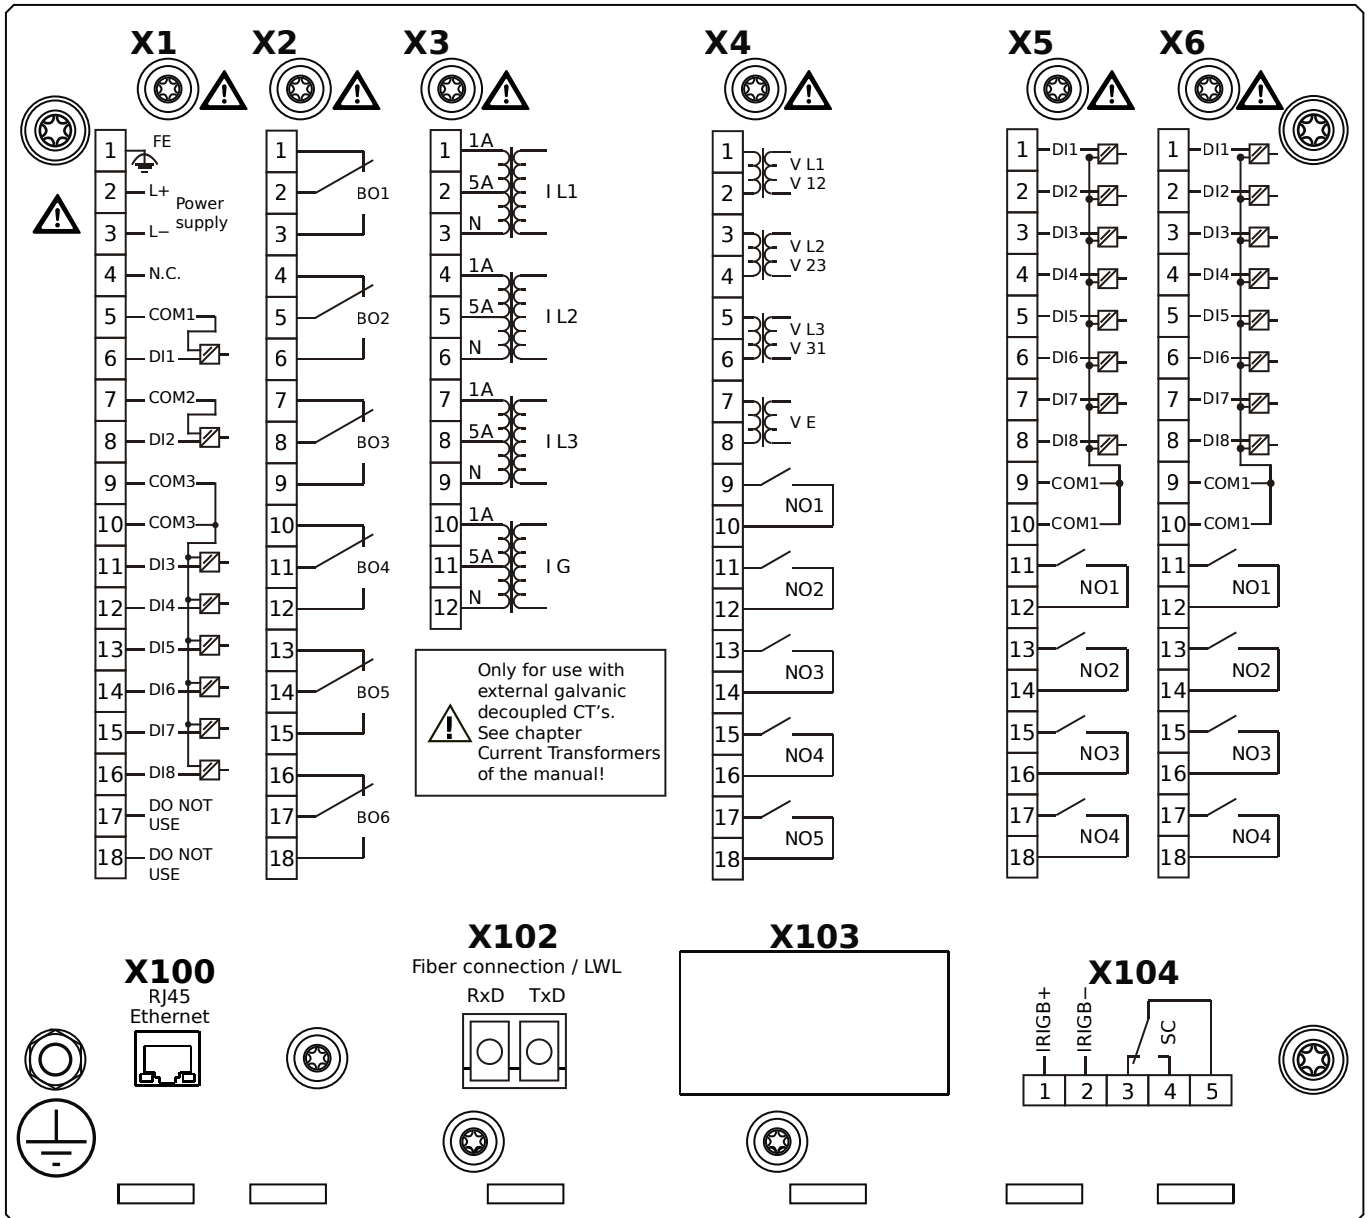 X1 X2 X3 X4 X5 X6
1 FE
2 L+
Power
supply
3 L−
4 N.C.
5 COM1
6 DI1
7 COM2
8 DI2
9 COM3
10 COM3
11 DI3
12 DI4
13 DI5
14 DI6
15 DI7
16 DI8
17 DO NOT
USE
18 DO NOT
USE
1
2 BO1
3
4
5 BO2
6
7
8 BO3
9
10
11 BO4
12
13
14 BO5
15
16
17 BO6
18
1 1A
2 5A I L1
3 N
4 1A
5 5A I L2
6 N
7 1A
8 5A I L3
9 N
10 1A
11 5A I G
12 N
Only for use with
external galvanic
decoupled CT's.
See chapter
Current Transformers
of the manual!
1 V L1
2 V 12
3 V L2
4 V 23
5 V L3
6 V 31
7 V E
8
9
NO1
10
11
NO2
12
13
NO3
14
15
NO4
16
17
NO5
18
1 DI1
2 DI2
3 DI3
4 DI4
5 DI5
6 DI6
7 DI7
8 DI8
9 COM1
10 COM1
11
NO1
12
13
NO2
14
15
NO3
16
17
NO4
18
1 DI1
2 DI2
3 DI3
4 DI4
5 DI5
6 DI6
7 DI7
8 DI8
9 COM1
10 COM1
11
NO1
12
13
NO2
14
15
NO3
16
17
NO4
18
X100
RJ45
Ethernet
X102
Fiber connection / LWL
RxD TxD
X103
X104
IRIGB+
IRIGB−
SC
1 2 3 4 5